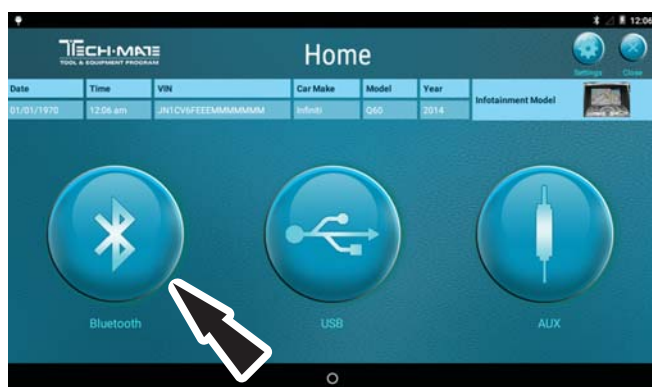 12:06
TECH-MATE
TOOL & EQUIPMENT PROGRAM
Home
Settings
Close
Date Time VIN Car Make Model Year
Infotainment Model
01/01/1970 12:06 am JN1CV6FEEEMMMMMMM Infiniti Q60 2014
Bluetooth USB AUX